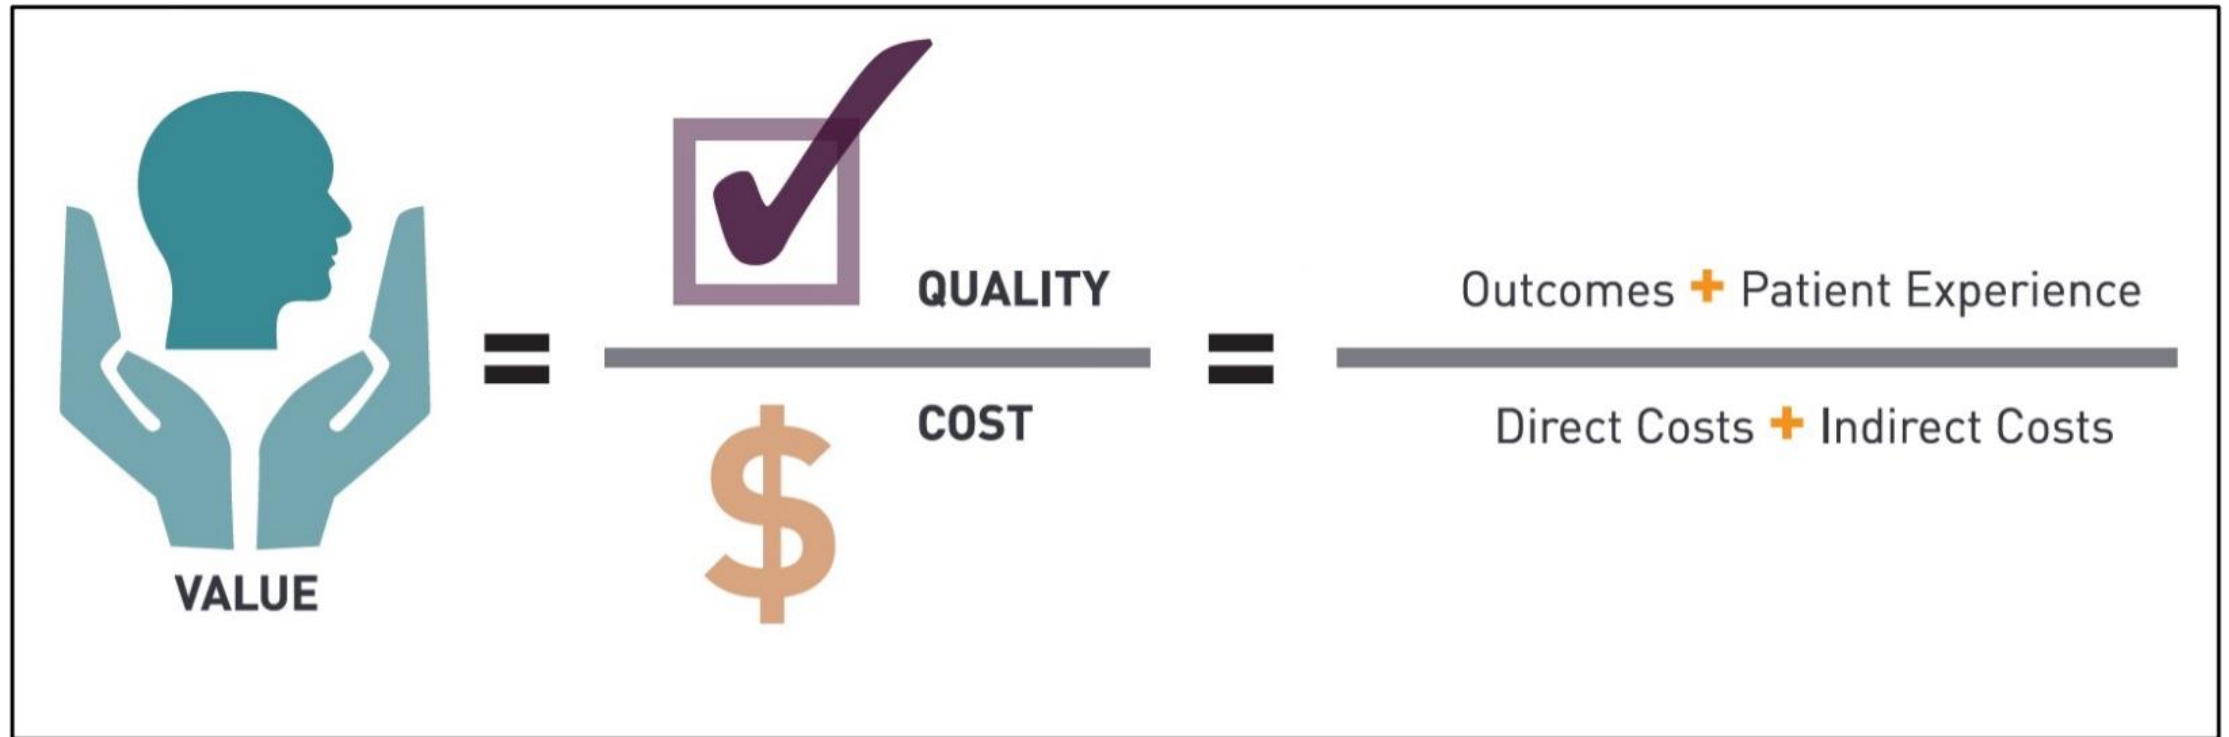 VALUE
=
QUALITY
$
COST
=
Outcomes + Patient Experience
Direct Costs + Indirect Costs